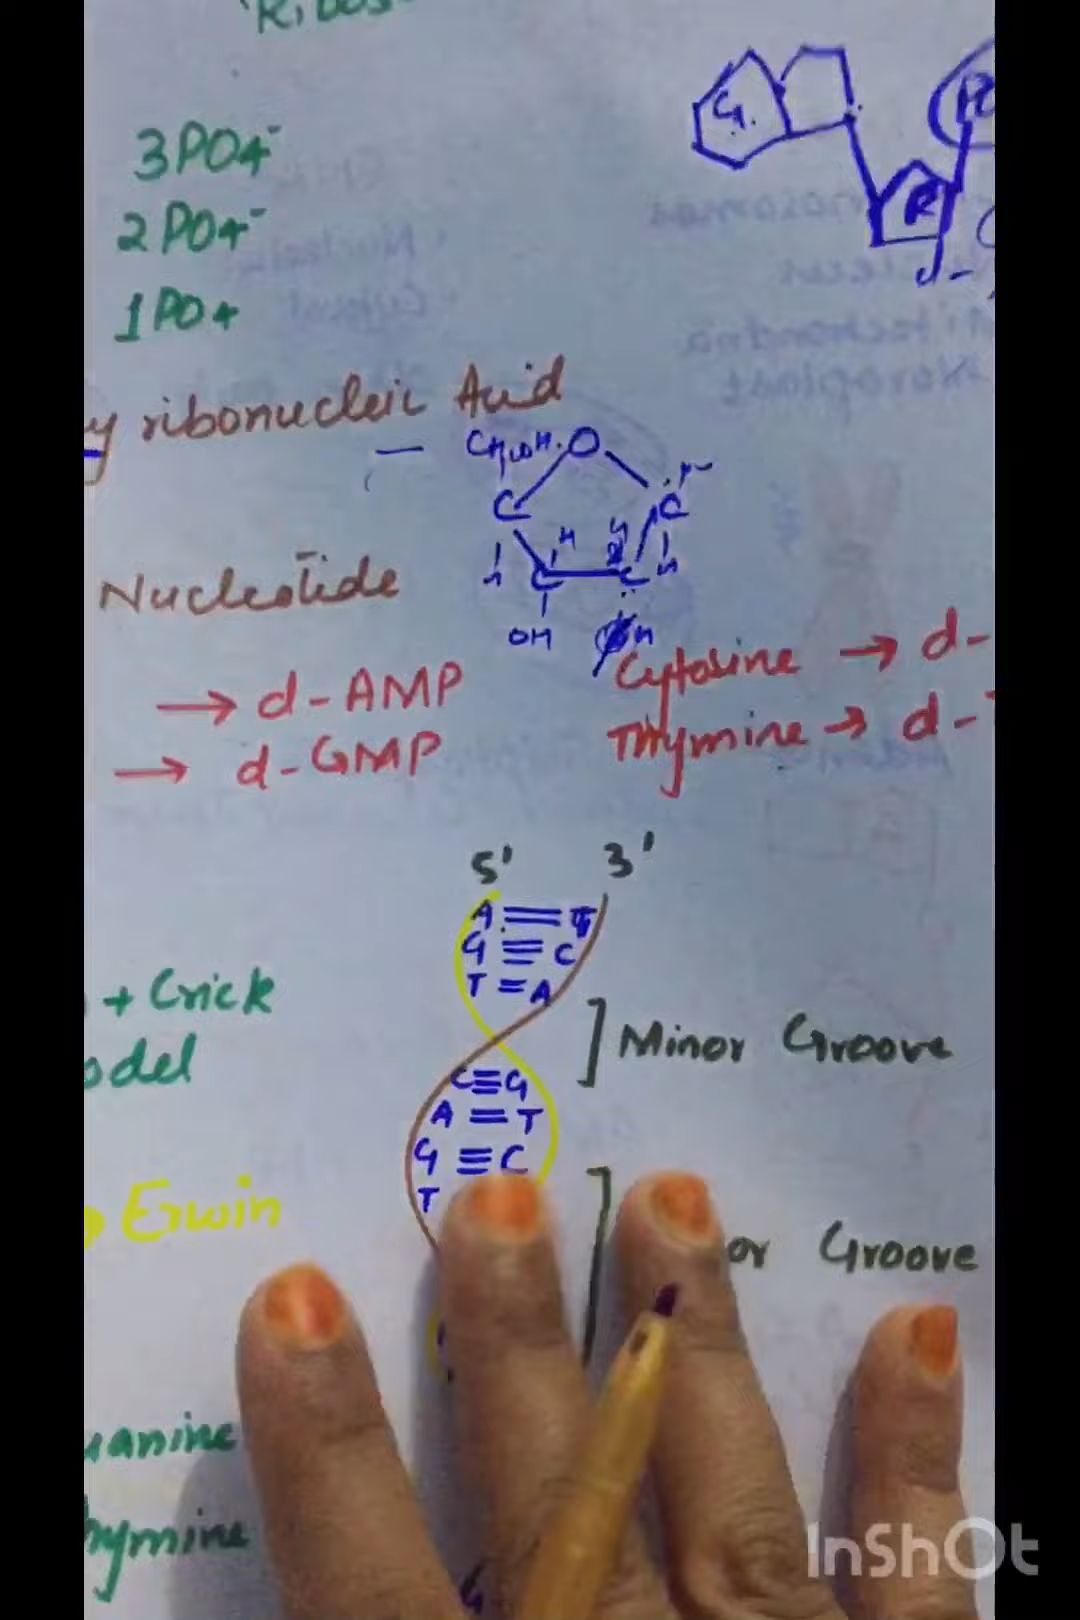 3PO4-
G.
2PO4-
R
1PO4
d-
y ribonucleic Acid
CH2OH. O
C C
H H H
C C H
OH H
Nucleotide
Cytosine → d-
→ d-AMP
Thymine → d-
→ d-GMP
5' 3'
A T
G ≡ C
T = A
+ Crick
Minor Groove
odel
C ≡ G
A = T
G ≡ C
T
Erwin
or Groove
uanine
hymine
G
InShOt